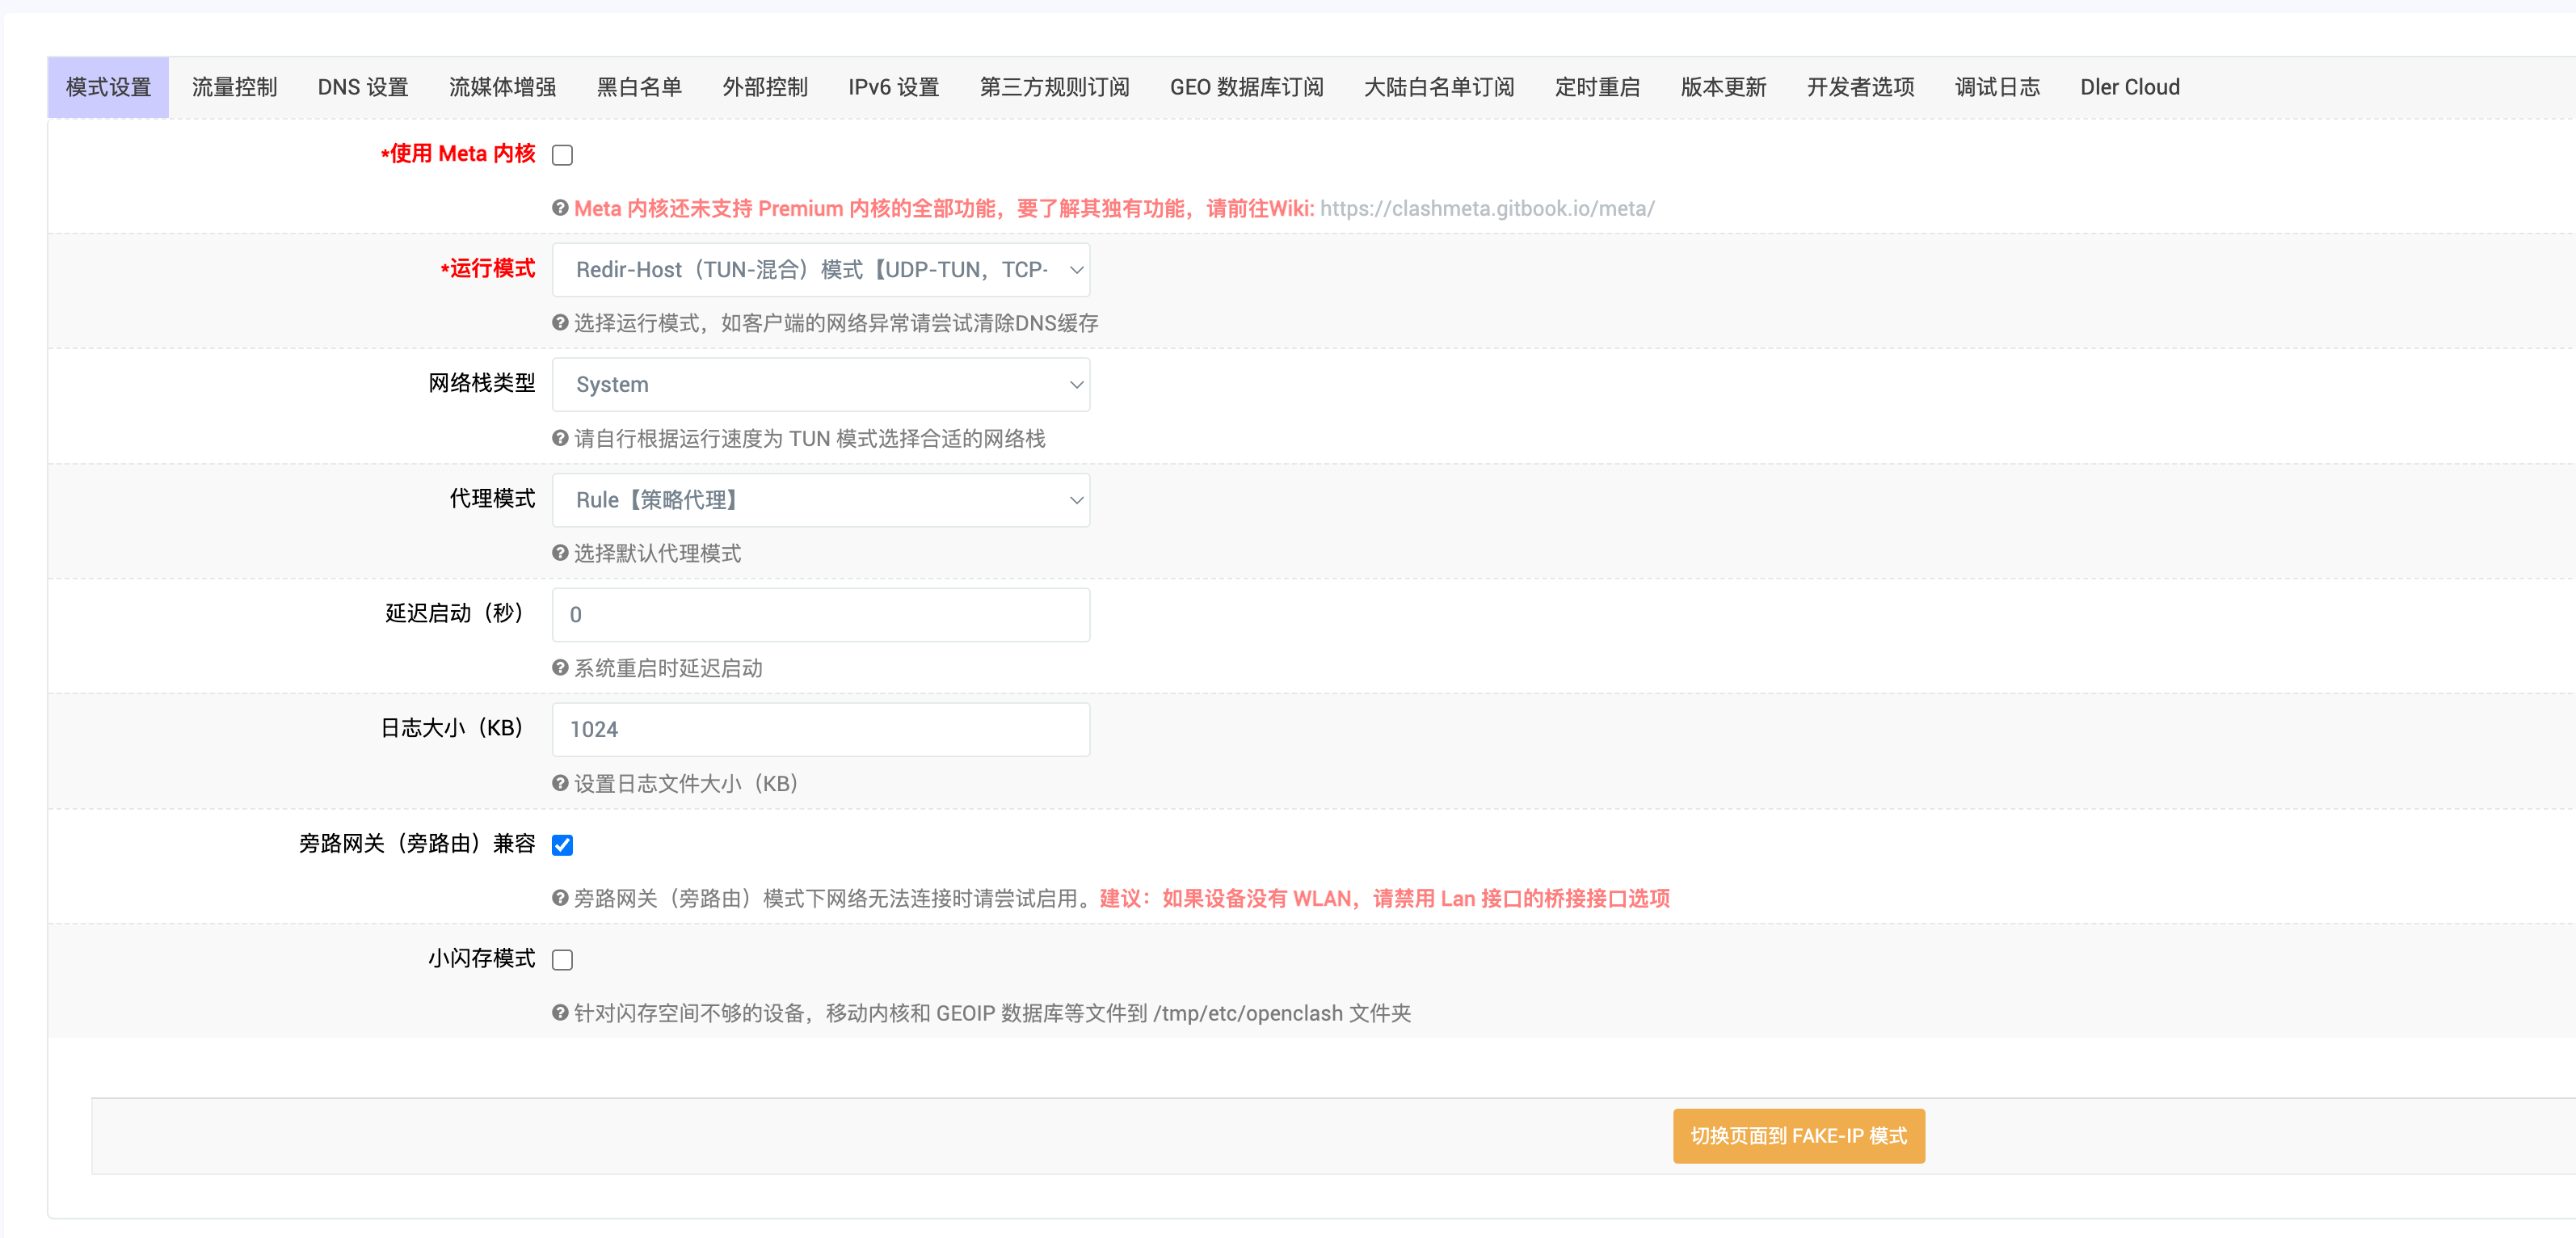 模式设置 流量控制 DNS 设置 流媒体增强 黑白名单 外部控制 IPv6 设置 第三方规则订阅 GEO 数据库订阅 大陆白名单订阅 定时重启 版本更新 开发者选项 调试日志 Dler Cloud
*使用 Meta 内核
Meta 内核还未支持 Premium 内核的全部功能，要了解其独有功能，请前往Wiki: https://clashmeta.gitbook.io/meta/
*运行模式 Redir-Host（TUN-混合）模式【UDP-TUN，TCP-
选择运行模式，如客户端的网络异常请尝试清除DNS缓存
网络栈类型 System
请自行根据运行速度为 TUN 模式选择合适的网络栈
代理模式 Rule【策略代理】
选择默认代理模式
延迟启动（秒） 0
系统重启时延迟启动
日志大小（KB） 1024
设置日志文件大小（KB）
旁路网关（旁路由）兼容
旁路网关（旁路由）模式下网络无法连接时请尝试启用。建议：如果设备没有 WLAN，请禁用 Lan 接口的桥接接口选项
小闪存模式
针对闪存空间不够的设备，移动内核和 GEOIP 数据库等文件到 /tmp/etc/openclash 文件夹
切换页面到 FAKE-IP 模式